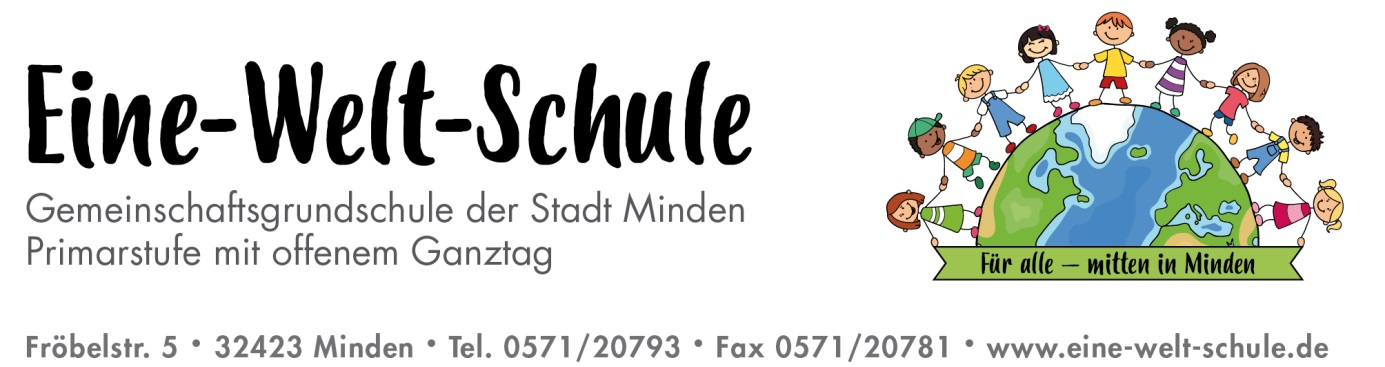 Eine-Welt-Schule
Gemeinschaftsgrundschule der Stadt Minden
Primarstufe mit offenem Ganztag
Für alle – mitten in Minden
Fröbelstr. 5 • 32423 Minden • Tel. 0571/20793 • Fax 0571/20781 • www.eine-welt-schule.de